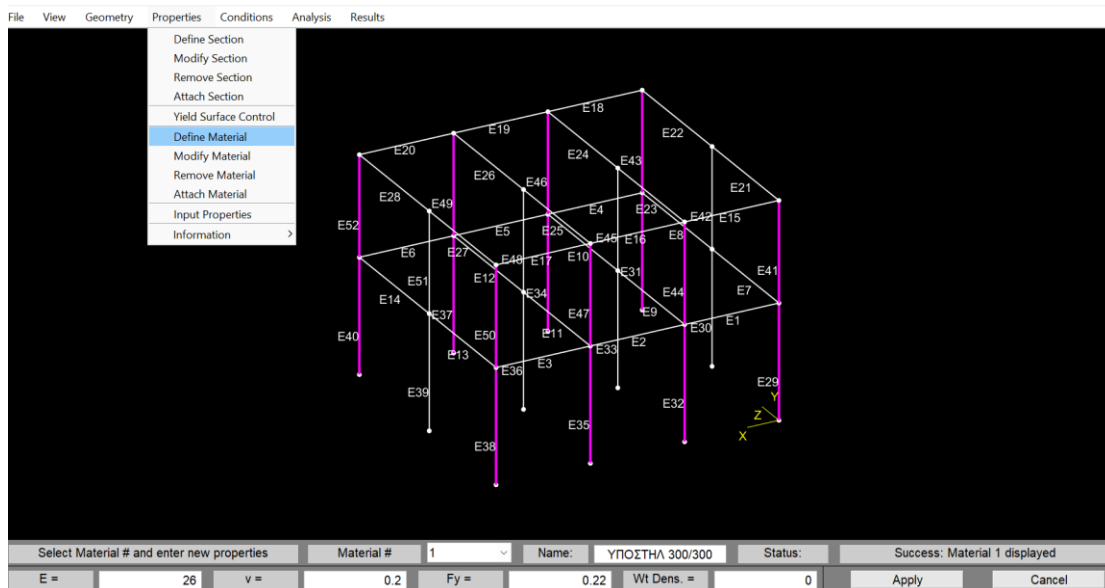 File View Geometry Properties Conditions Analysis Results
Define Section
Modify Section
Remove Section
Attach Section
Yield Surface Control
Define Material
Modify Material
Remove Material
Attach Material
Input Properties
Information >
E18
E19
E22
E20
E24 E43
E26 E46
E21
E28 E49
E4 E23
E42 E15
E52
E5 E25
E45 E16 E8
E6 E27
E48 E17 E10
E12 E31 E41
E51
E14 E34 E44 E7
E37 E47 E9 E1
E40 E50 E11 E30
E13 E33 E2
E36 E3
E39 E29
Y
E32 Z
E35 X
E38
Select Material # and enter new properties Material # 1 Name: ΥΠΟΣΤΗΛ 300/300 Status: Success: Material 1 displayed
E = 26 v = 0.2 Fy = 0.22 Wt Dens. = 0 Apply Cancel